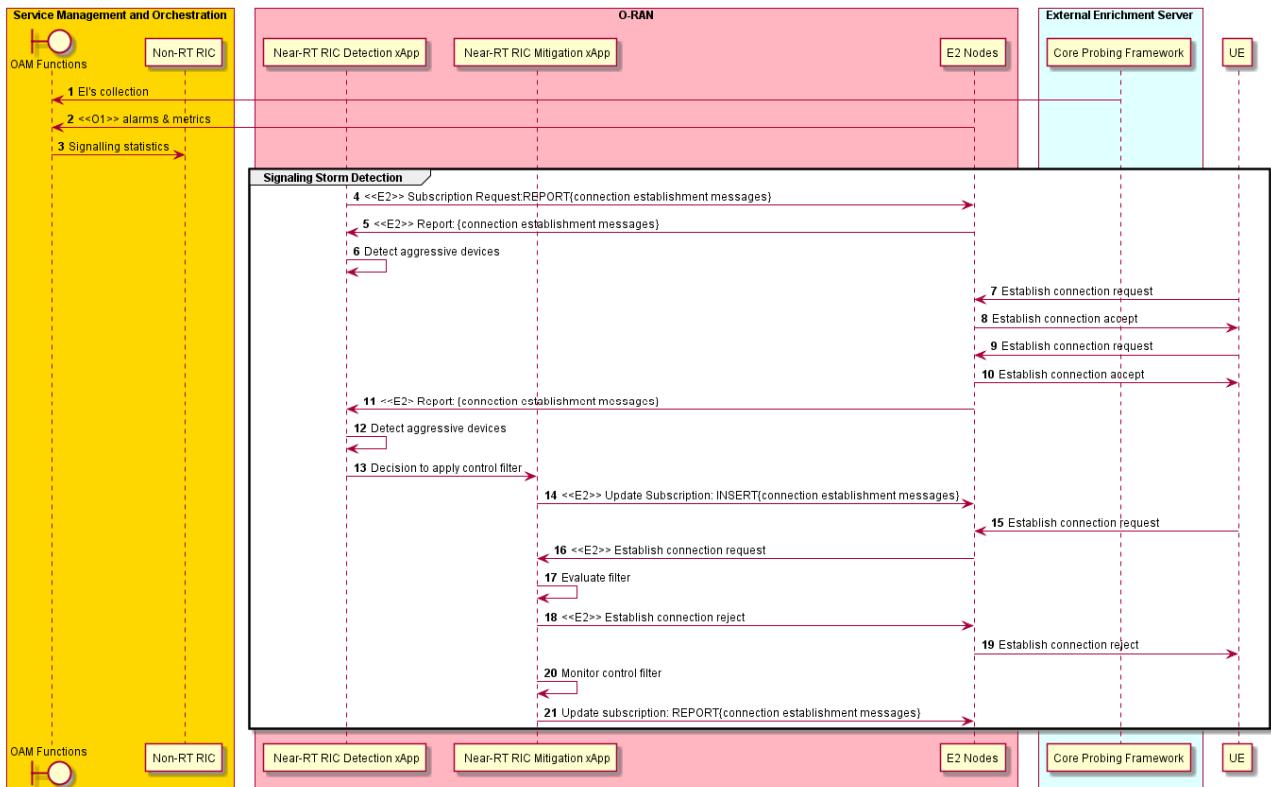 Service Management and Orchestration
O-RAN
External Enrichment Server
OAM Functions
Non-RT RIC
Near-RT RIC Detection xApp
Near-RT RIC Mitigation xApp
E2 Nodes
Core Probing Framework
UE
1 EI's collection
2 <<O1>> alarms & metrics
3 Signalling statistics
Signaling Storm Detection
4 <<E2>> Subscription Request:REPORT{connection establishment messages}
5 <<E2>> Report: {connection establishment messages}
6 Detect aggressive devices
7 Establish connection request
8 Establish connection accept
9 Establish connection request
10 Establish connection accept
11 <<E2> Report: {connection establishment messages}
12 Detect aggressive devices
13 Decision to apply control filter
14 <<E2>> Update Subscription: INSERT{connection establishment messages}
15 Establish connection request
16 <<E2>> Establish connection request
17 Evaluate filter
18 <<E2>> Establish connection reject
19 Establish connection reject
20 Monitor control filter
21 Update subscription: REPORT{connection establishment messages}
OAM Functions
Non-RT RIC
Near-RT RIC Detection xApp
Near-RT RIC Mitigation xApp
E2 Nodes
Core Probing Framework
UE